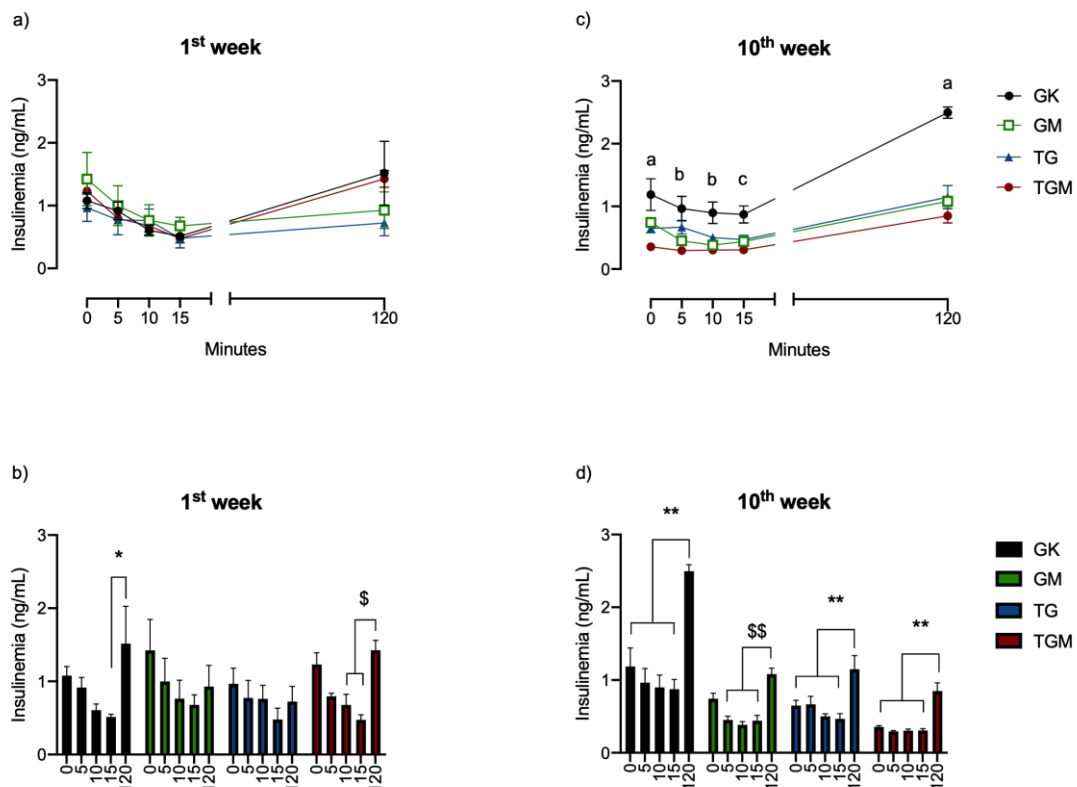 a)
1st week
Insulinemia (ng/mL)
3
2
1
0
0 5 10 15 120
Minutes
c)
10th week
Insulinemia (ng/mL)
3
2
1
0
a b b c a
0 5 10 15 120
Minutes
GK
GM
TG
TGM
b)
1st week
Insulinemia (ng/mL)
3
2
1
0
* $
0 5 10 15 120 0 5 10 15 120 0 5 10 15 120 0 5 10 15 120
d)
10th week
Insulinemia (ng/mL)
3
2
1
0
** $$ ** **
0 5 10 15 120 0 5 10 15 120 0 5 10 15 120 0 5 10 15 120
GK
GM
TG
TGM